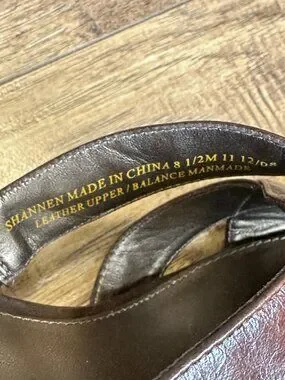 SHANNEN MADE IN CHINA 8 1/2M 11 12/08
LEATHER UPPER / BALANCE MANMADE